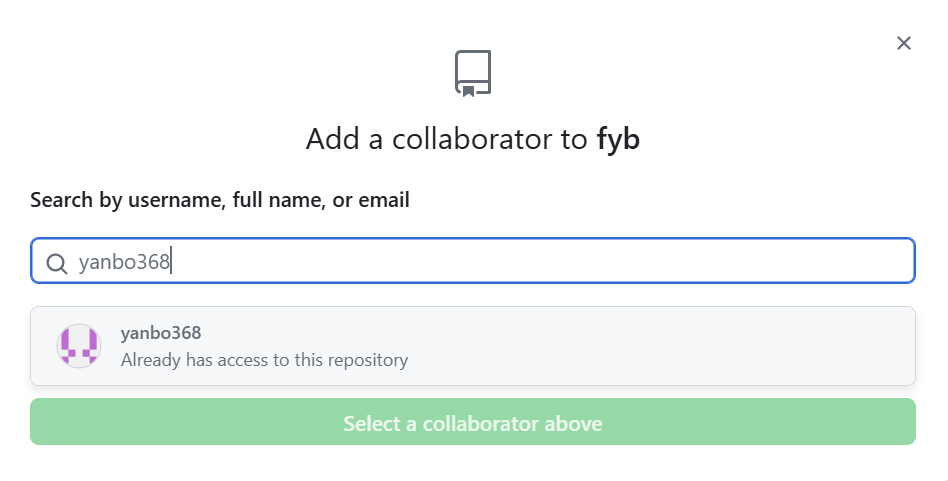 Add a collaborator to fyb
Search by username, full name, or email
yanbo368
yanbo368
Already has access to this repository
Select a collaborator above